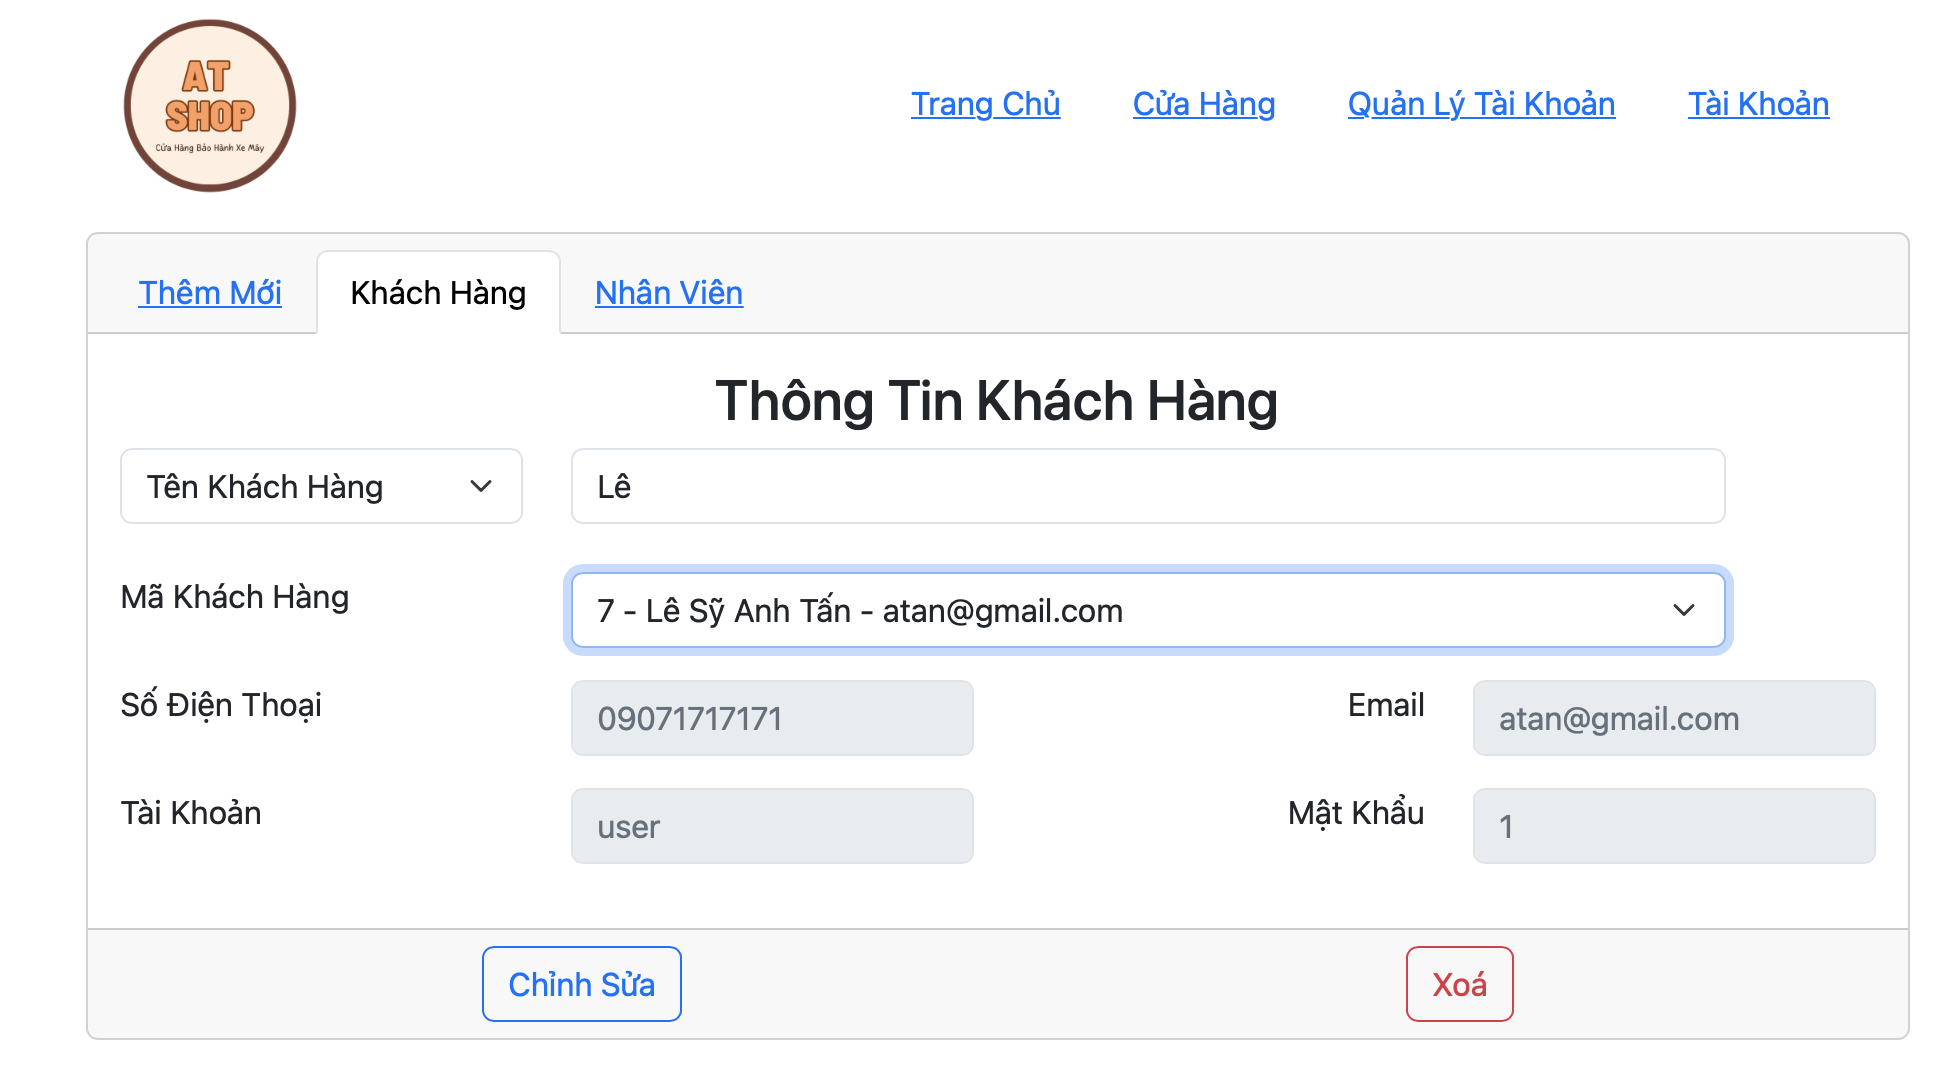 AT
SHOP
Cửa Hàng Bảo Hành Xe Máy
Trang Chủ Cửa Hàng Quản Lý Tài Khoản Tài Khoản
Thêm Mới Khách Hàng Nhân Viên
Thông Tin Khách Hàng
Tên Khách Hàng Lê
Mã Khách Hàng 7 - Lê Sỹ Anh Tấn - atan@gmail.com
Số Điện Thoại 09071717171 Email atan@gmail.com
Tài Khoản user Mật Khẩu 1
Chỉnh Sửa Xoá